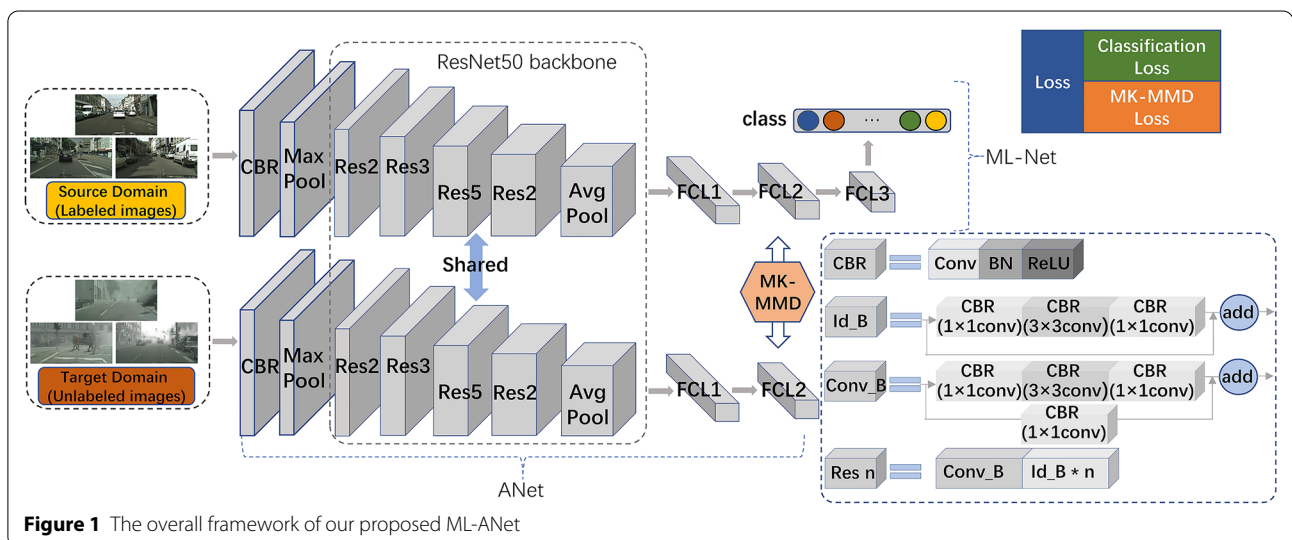 ResNet50 backbone
Source Domain
(Labeled images)
CBR
Max
Pool
Res2
Res3
Res5
Res2
Avg
Pool
FCL1
FCL2
FCL3
class
...
ML-Net
Loss
Classification
Loss
MK-MMD
Loss
Shared
MK-
MMD
Target Domain
(Unlabeled images)
CBR
Max
Pool
Res2
Res3
Res5
Res2
Avg
Pool
FCL1
FCL2
ANet
CBR
Conv BN ReLU
Id_B
CBR CBR CBR
(1×1conv)(3×3conv)(1×1conv)
add
Conv_B
CBR CBR CBR
(1×1conv)(3×3conv)(1×1conv)
add
CBR
(1×1conv)
Res n
Conv_B Id_B * n
Figure 1 The overall framework of our proposed ML-ANet